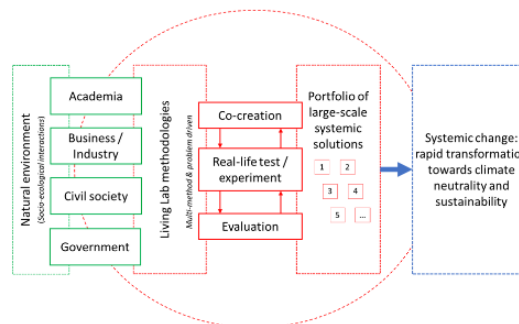 Natural environment
(Socio-ecological interactions)
Academia
Business /
Industry
Civil society
Government
Living Lab methodologies
Multi-method & problem driven
Co-creation
Real-life test /
experiment
Evaluation
Portfolio of
large-scale
systemic
solutions
1 2
3 4
5 ...
Systemic change:
rapid transformatio
towards climate
neutrality and
sustainability